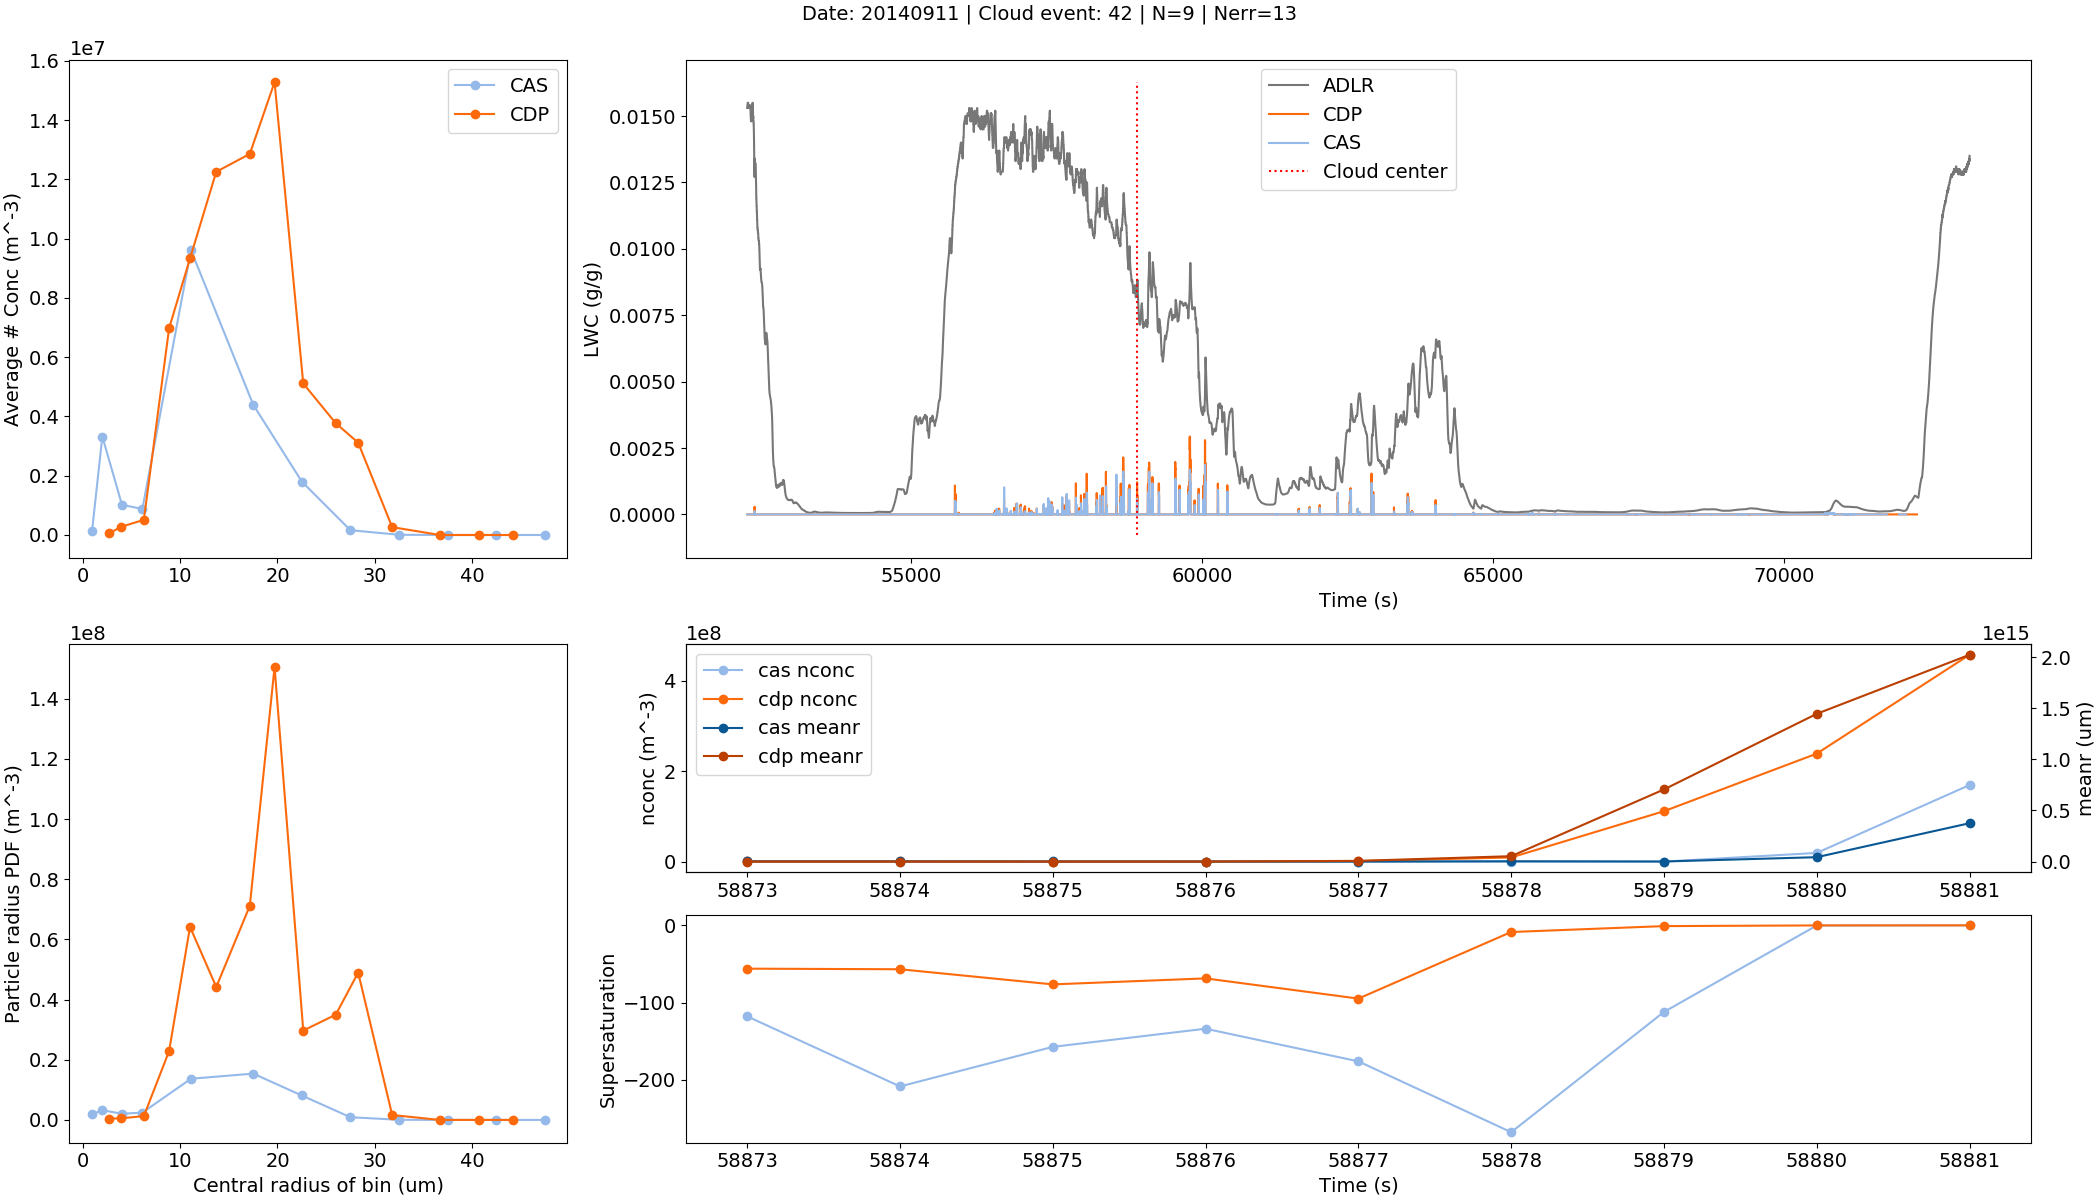 Date: 20140911 | Cloud event: 42 | N=9 | Nerr=13
1e7
1.6
1.4
1.2
1.0
0.8
0.6
0.4
0.2
0.0
Average # Conc (m^-3)
0 10 20 30 40
CAS
CDP
0.0150
0.0125
0.0100
0.0075
0.0050
0.0025
0.0000
LWC (g/g)
ADLR
CDP
CAS
Cloud center
55000 60000 65000 70000
Time (s)
1e8
1.4
1.2
1.0
0.8
0.6
0.4
0.2
0.0
Particle radius PDF (m^-3)
0 10 20 30 40
Central radius of bin (um)
1e8
4
2
0
nconc (m^-3)
cas nconc
cdp nconc
cas meanr
cdp meanr
1e15
2.0
1.5
1.0
0.5
0.0
meanr (um)
58873 58874 58875 58876 58877 58878 58879 58880 58881
0
−100
−200
Supersaturation
58873 58874 58875 58876 58877 58878 58879 58880 58881
Time (s)